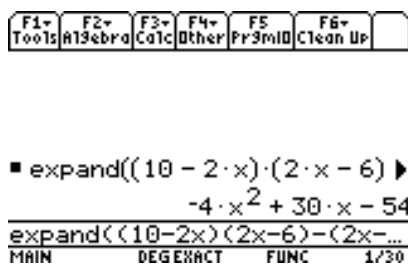 F1▾ F2▾ F3▾ F4▾ F5 F6▾
Tools Algebra Calc Other PrgmIO Clean Up
▪ expand((10 − 2·x)·(2·x − 6) ▶
-4·x² + 30·x − 54
expand((10-2x)(2x-6)-(2x-…
MAIN DEG EXACT FUNC 1/30